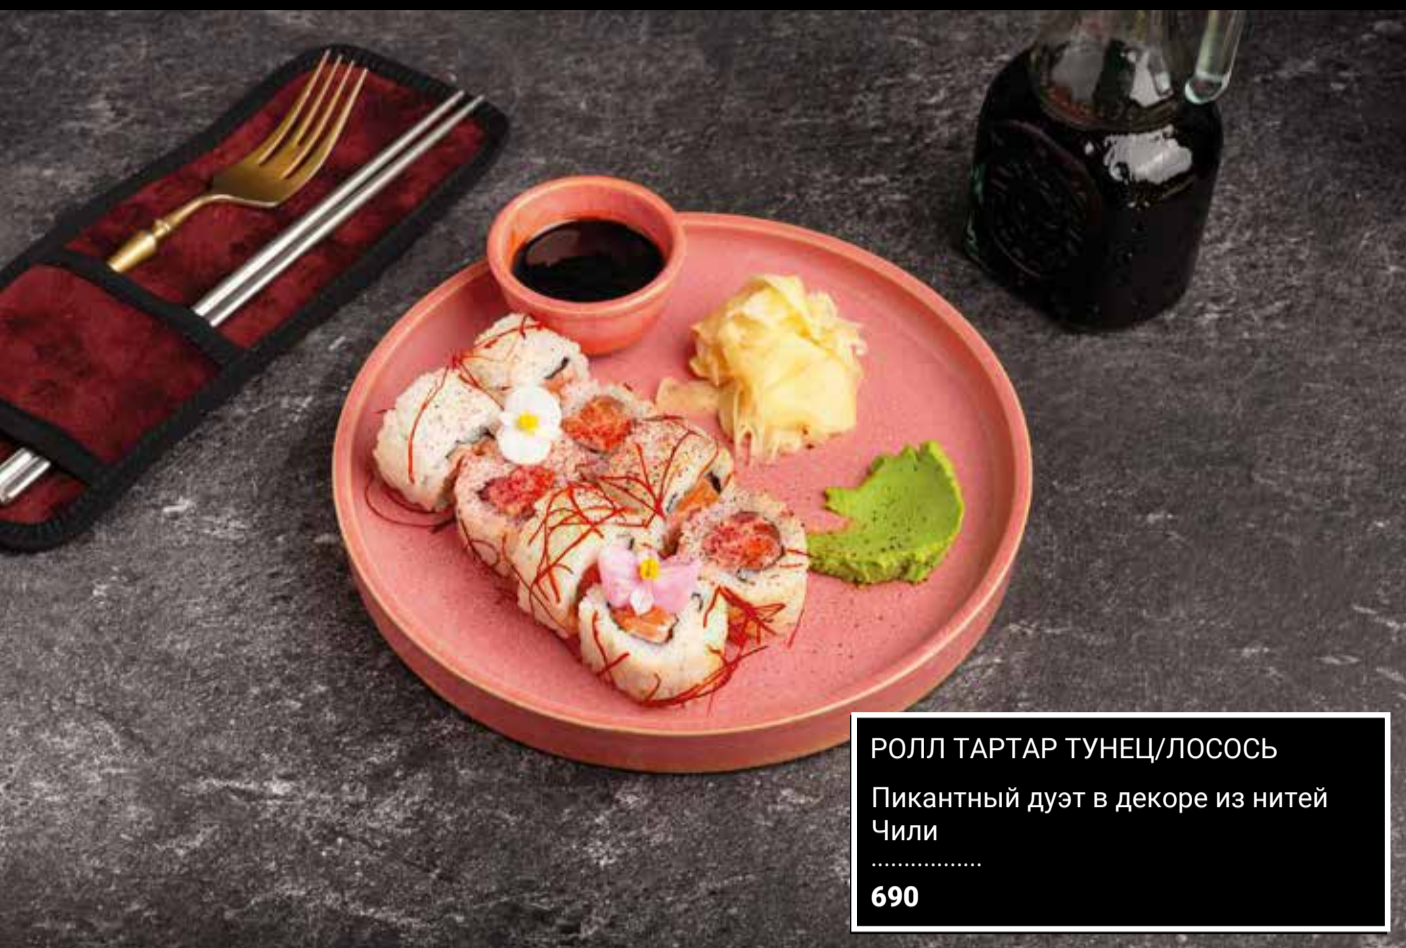 РОЛЛ ТАРТАР ТУНЕЦ/ЛОСОСЬ
Пикантный дуэт в декоре из нитей
Чили
.................
690